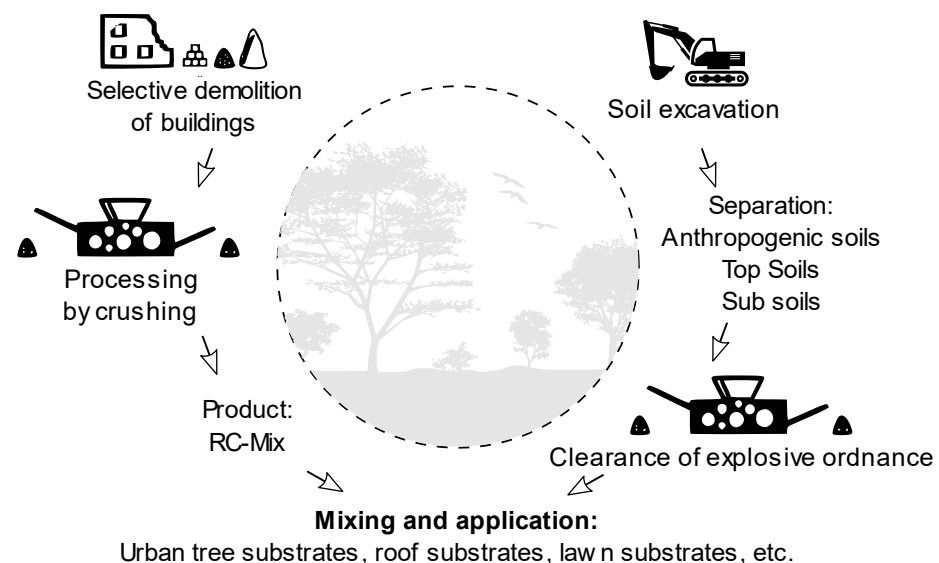 Selective demolition
of buildings
Processing
by crushing
Product:
RC-Mix
Soil excavation
Separation:
Anthropogenic soils
Top Soils
Sub soils
Clearance of explosive ordnance
Mixing and application:
Urban tree substrates, roof substrates, lawn substrates, etc.